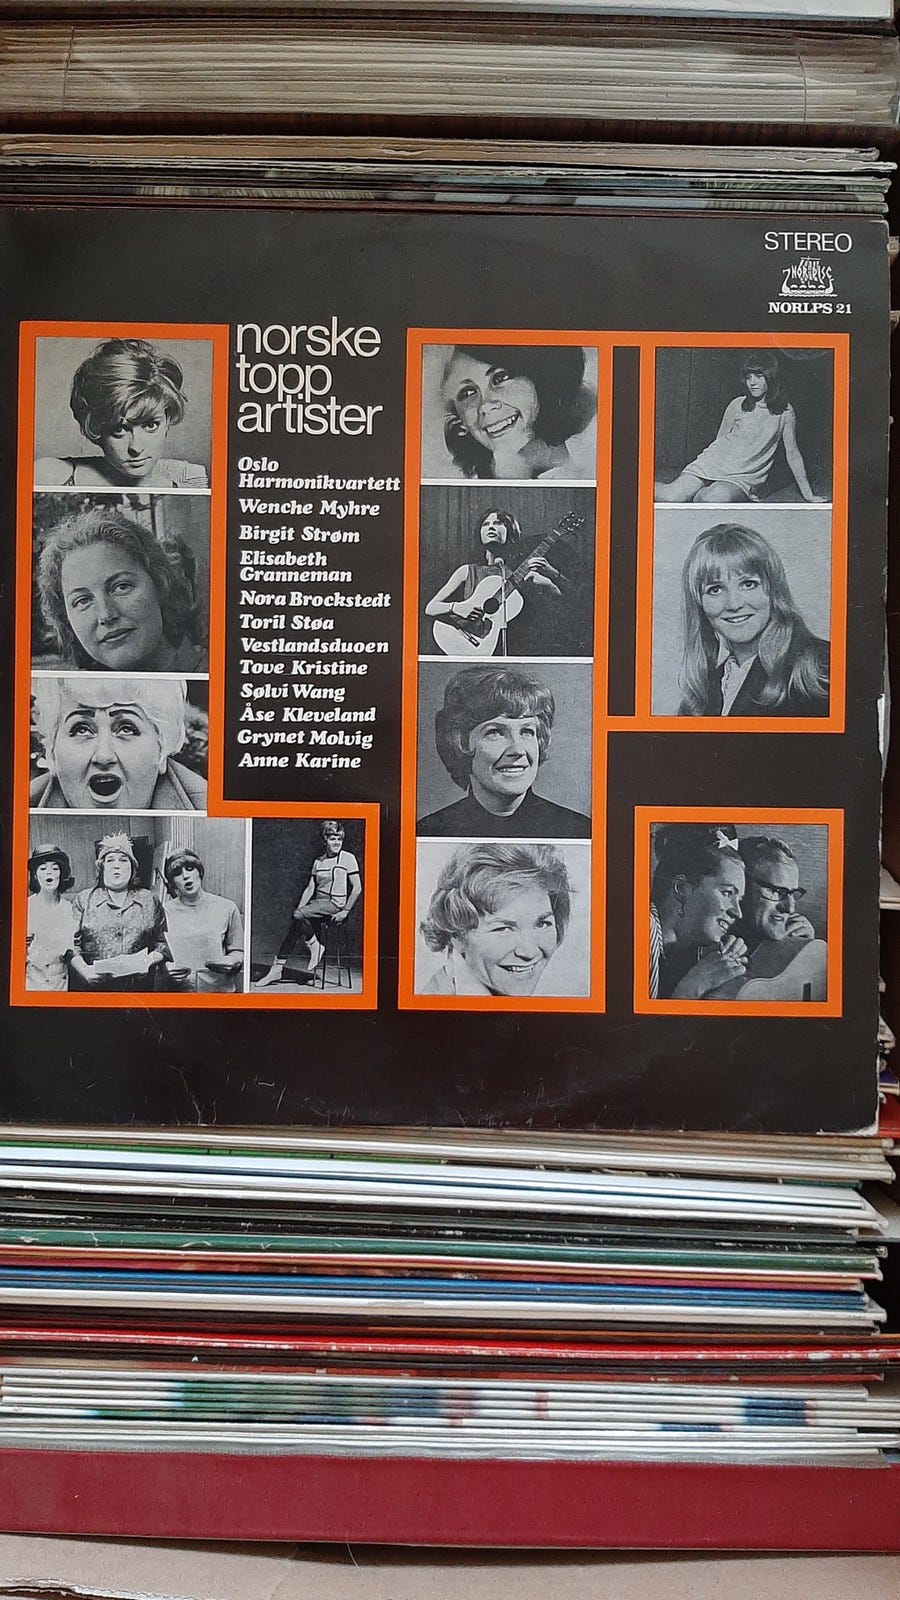 STEREO
NORDISC
NORLPS 21
norske
topp
artister
Oslo
Harmonikvartett
Wenche Myhre
Birgit Strøm
Elisabeth
Granneman
Nora Brockstedt
Toril Støa
Vestlandsduoen
Tove Kristine
Sølvi Wang
Åse Kleveland
Grynet Molvig
Anne Karine